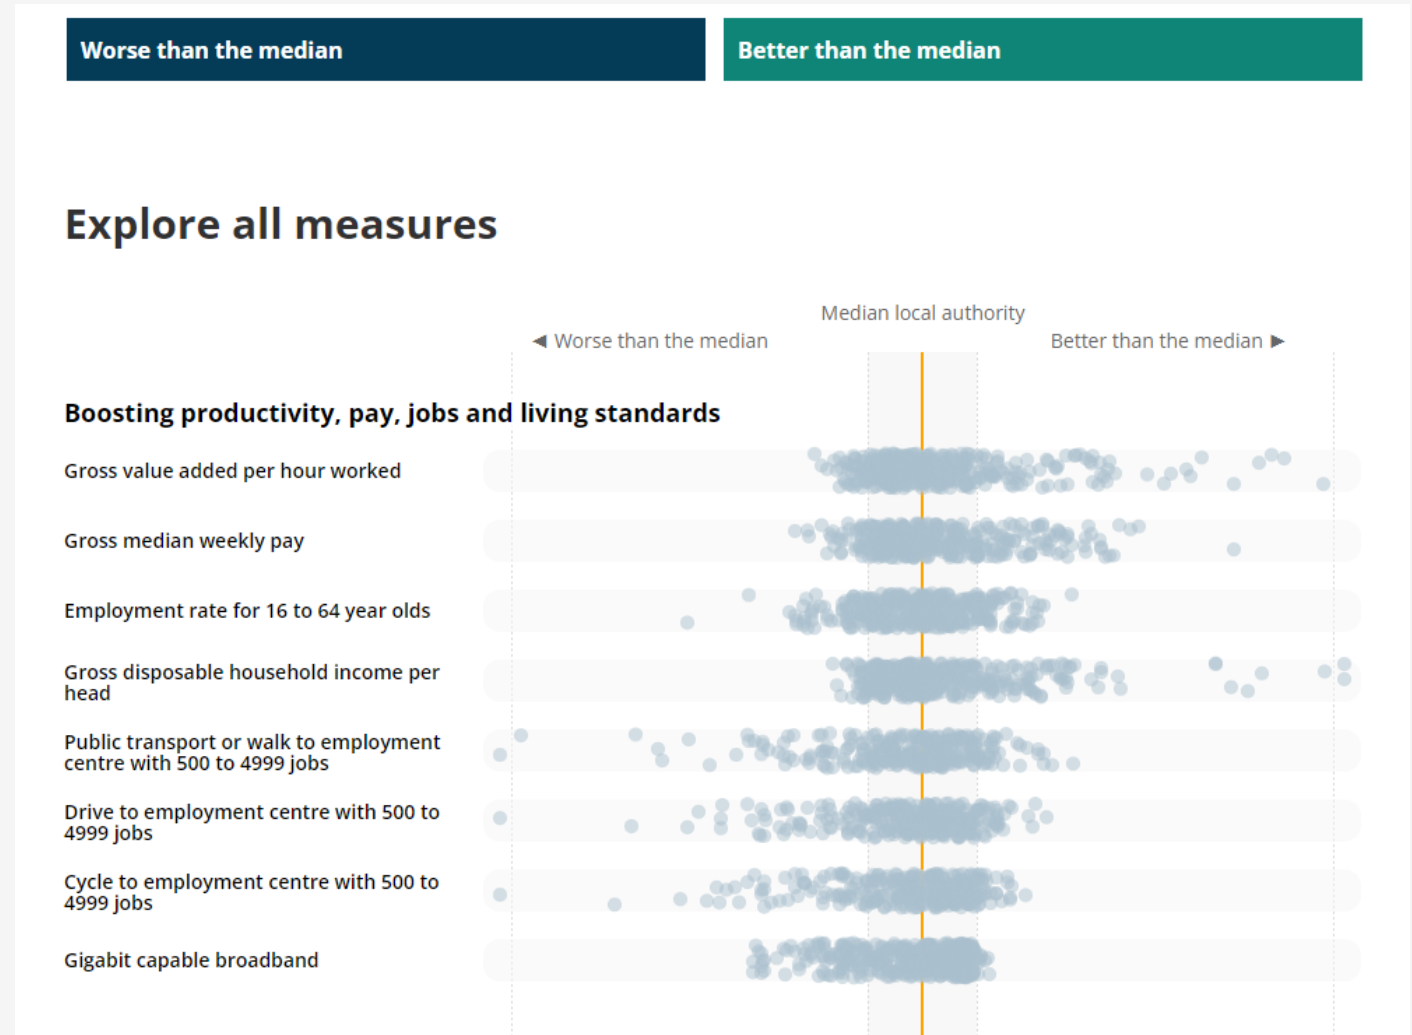 Worse than the median
Better than the median
Explore all measures
Median local authority
◄ Worse than the median
Better than the median ►
Boosting productivity, pay, jobs and living standards
Gross value added per hour worked
Gross median weekly pay
Employment rate for 16 to 64 year olds
Gross disposable household income per
head
Public transport or walk to employment
centre with 500 to 4999 jobs
Drive to employment centre with 500 to
4999 jobs
Cycle to employment centre with 500 to
4999 jobs
Gigabit capable broadband